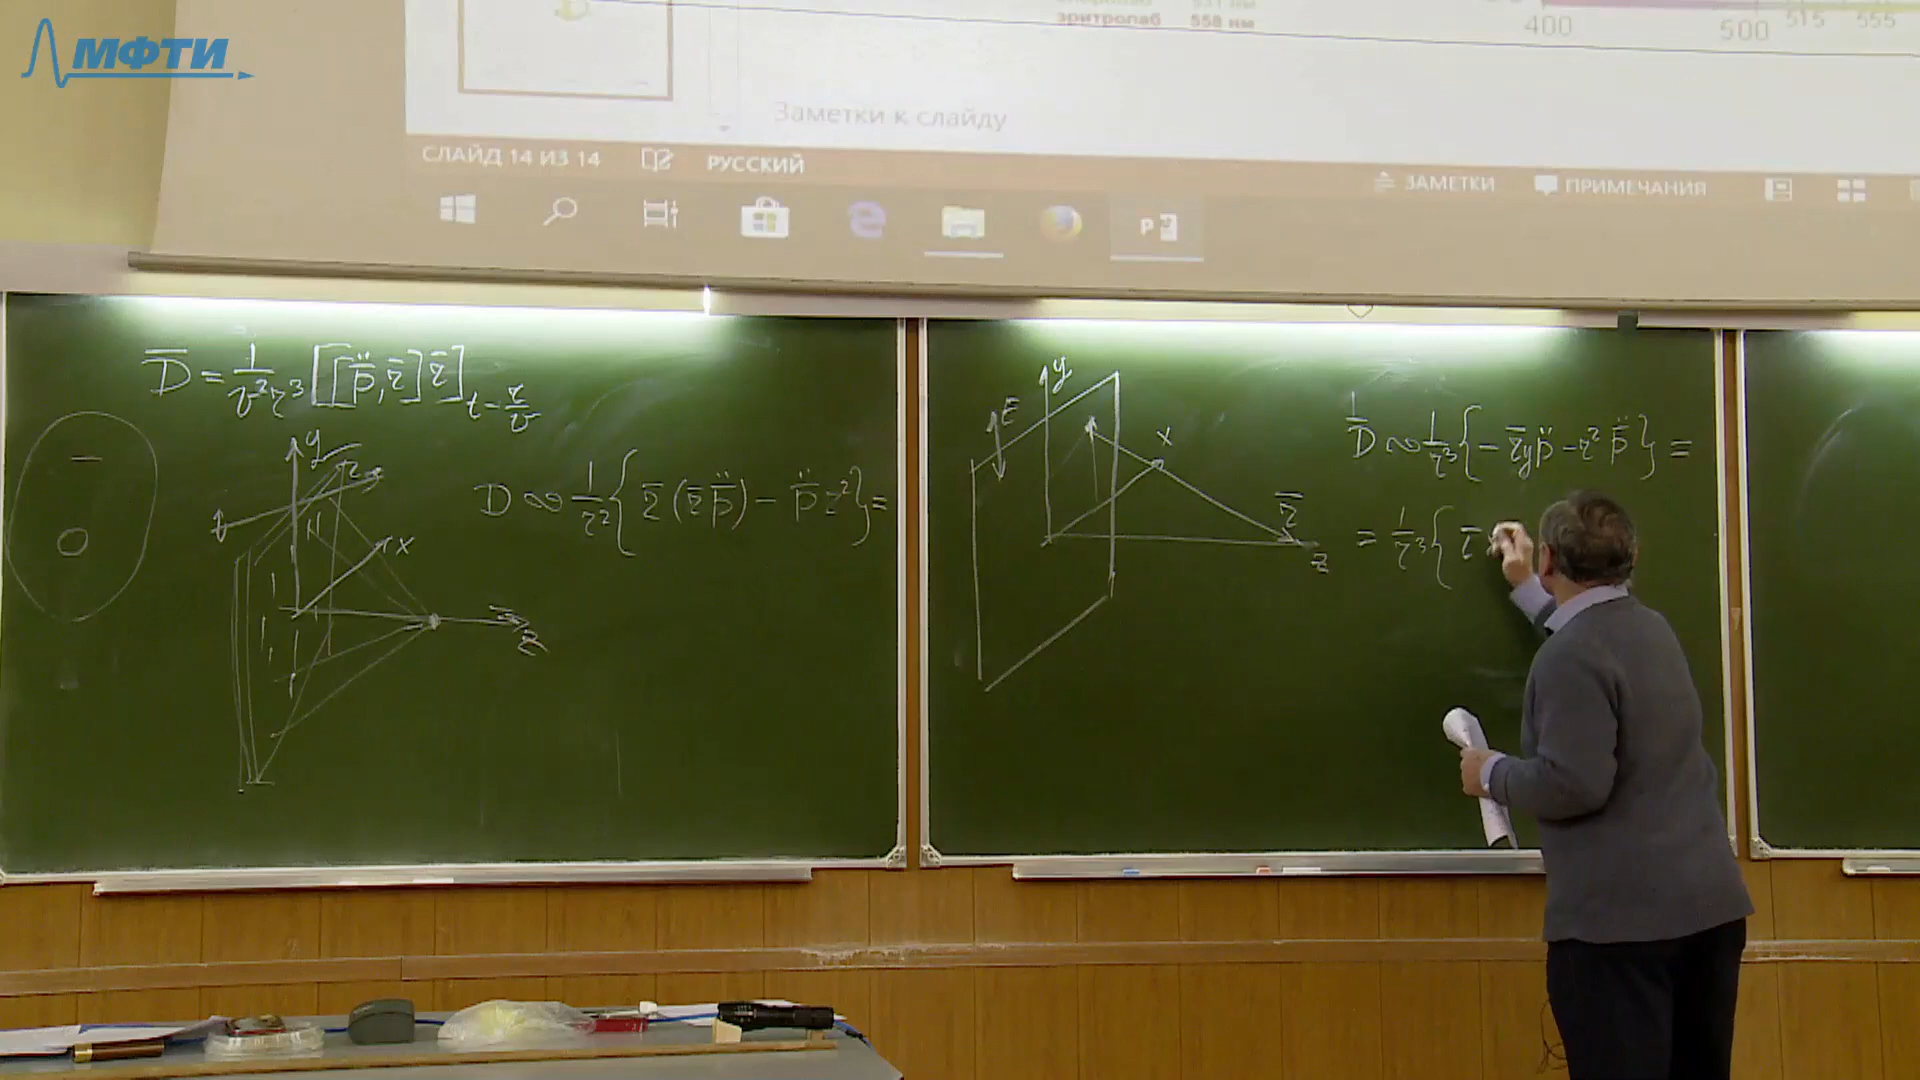 МФТИ
эритролаб 558 нм
400 500 515 555
Заметки к слайду
СЛАЙД 14 ИЗ 14 РУССКИЙ ЗАМЕТКИ ПРИМЕЧАНИЯ
P
D̅ = 1/v²r³ [[p̈, r̅] r̅] t - r/v
y
x
z
D ∞ 1/r² { r̅ (r̅ p̈) - p̈ r² } =
y
E
x
r̅
z
D̅ ∞ 1/r³ { - r̅ y p̈ - r² p̈ } =
= 1/r³ { r̅